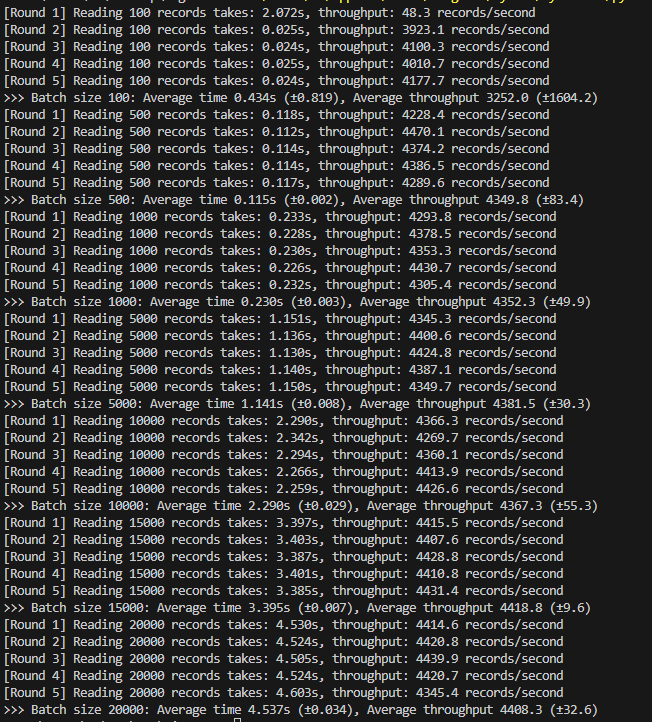 [Round 1] Reading 100 records takes: 2.072s, throughput: 48.3 records/second
[Round 2] Reading 100 records takes: 0.025s, throughput: 3923.1 records/second
[Round 3] Reading 100 records takes: 0.024s, throughput: 4100.3 records/second
[Round 4] Reading 100 records takes: 0.025s, throughput: 4010.7 records/second
[Round 5] Reading 100 records takes: 0.024s, throughput: 4177.7 records/second
>>> Batch size 100: Average time 0.434s (±0.819), Average throughput 3252.0 (±1604.2)
[Round 1] Reading 500 records takes: 0.118s, throughput: 4228.4 records/second
[Round 2] Reading 500 records takes: 0.112s, throughput: 4470.1 records/second
[Round 3] Reading 500 records takes: 0.114s, throughput: 4374.2 records/second
[Round 4] Reading 500 records takes: 0.114s, throughput: 4386.5 records/second
[Round 5] Reading 500 records takes: 0.117s, throughput: 4289.6 records/second
>>> Batch size 500: Average time 0.115s (±0.002), Average throughput 4349.8 (±83.4)
[Round 1] Reading 1000 records takes: 0.233s, throughput: 4293.8 records/second
[Round 2] Reading 1000 records takes: 0.228s, throughput: 4378.5 records/second
[Round 3] Reading 1000 records takes: 0.230s, throughput: 4353.3 records/second
[Round 4] Reading 1000 records takes: 0.226s, throughput: 4430.7 records/second
[Round 5] Reading 1000 records takes: 0.232s, throughput: 4305.4 records/second
>>> Batch size 1000: Average time 0.230s (±0.003), Average throughput 4352.3 (±49.9)
[Round 1] Reading 5000 records takes: 1.151s, throughput: 4345.3 records/second
[Round 2] Reading 5000 records takes: 1.136s, throughput: 4400.6 records/second
[Round 3] Reading 5000 records takes: 1.130s, throughput: 4424.8 records/second
[Round 4] Reading 5000 records takes: 1.140s, throughput: 4387.1 records/second
[Round 5] Reading 5000 records takes: 1.150s, throughput: 4349.7 records/second
>>> Batch size 5000: Average time 1.141s (±0.008), Average throughput 4381.5 (±30.3)
[Round 1] Reading 10000 records takes: 2.290s, throughput: 4366.3 records/second
[Round 2] Reading 10000 records takes: 2.342s, throughput: 4269.7 records/second
[Round 3] Reading 10000 records takes: 2.294s, throughput: 4360.1 records/second
[Round 4] Reading 10000 records takes: 2.266s, throughput: 4413.9 records/second
[Round 5] Reading 10000 records takes: 2.259s, throughput: 4426.6 records/second
>>> Batch size 10000: Average time 2.290s (±0.029), Average throughput 4367.3 (±55.3)
[Round 1] Reading 15000 records takes: 3.397s, throughput: 4415.5 records/second
[Round 2] Reading 15000 records takes: 3.403s, throughput: 4407.6 records/second
[Round 3] Reading 15000 records takes: 3.387s, throughput: 4428.8 records/second
[Round 4] Reading 15000 records takes: 3.401s, throughput: 4410.8 records/second
[Round 5] Reading 15000 records takes: 3.385s, throughput: 4431.4 records/second
>>> Batch size 15000: Average time 3.395s (±0.007), Average throughput 4418.8 (±9.6)
[Round 1] Reading 20000 records takes: 4.530s, throughput: 4414.6 records/second
[Round 2] Reading 20000 records takes: 4.524s, throughput: 4420.8 records/second
[Round 3] Reading 20000 records takes: 4.505s, throughput: 4439.9 records/second
[Round 4] Reading 20000 records takes: 4.524s, throughput: 4420.7 records/second
[Round 5] Reading 20000 records takes: 4.603s, throughput: 4345.4 records/second
>>> Batch size 20000: Average time 4.537s (±0.034), Average throughput 4408.3 (±32.6)